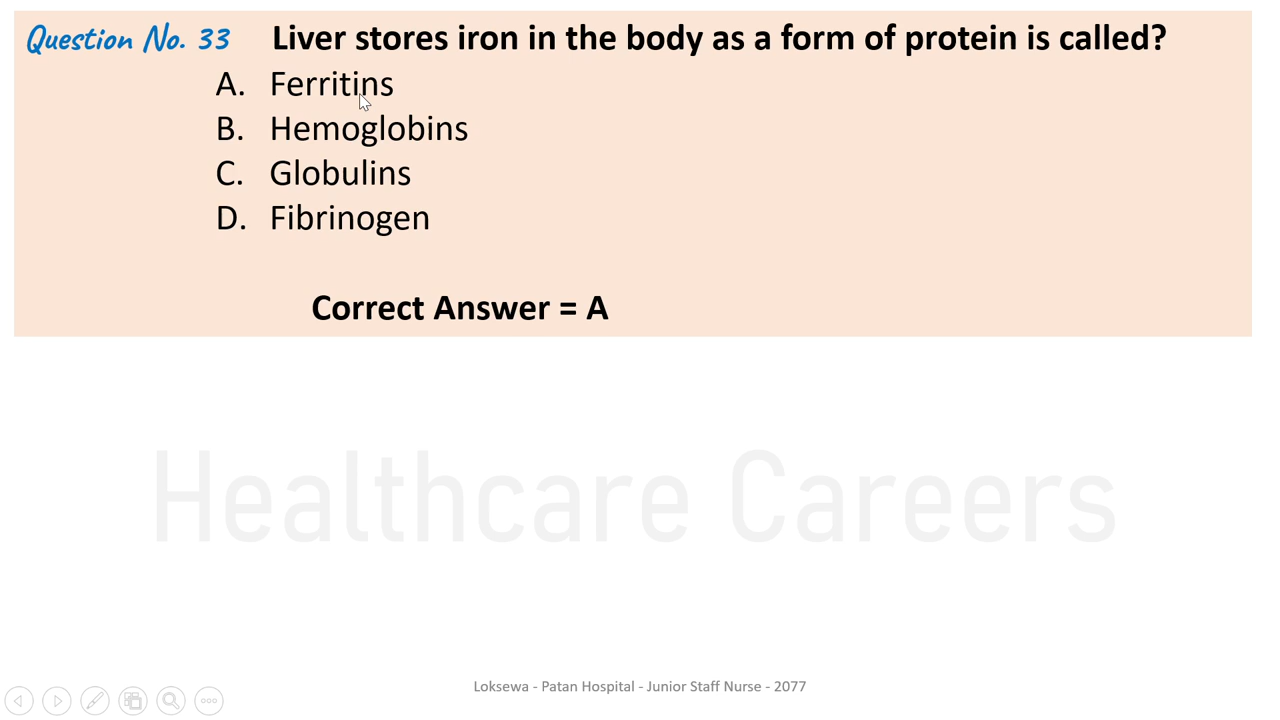 Question No. 33 Liver stores iron in the body as a form of protein is called?
A. Ferritins
B. Hemoglobins
C. Globulins
D. Fibrinogen
Correct Answer = A
Healthcare Careers
Loksewa - Patan Hospital - Junior Staff Nurse - 2077